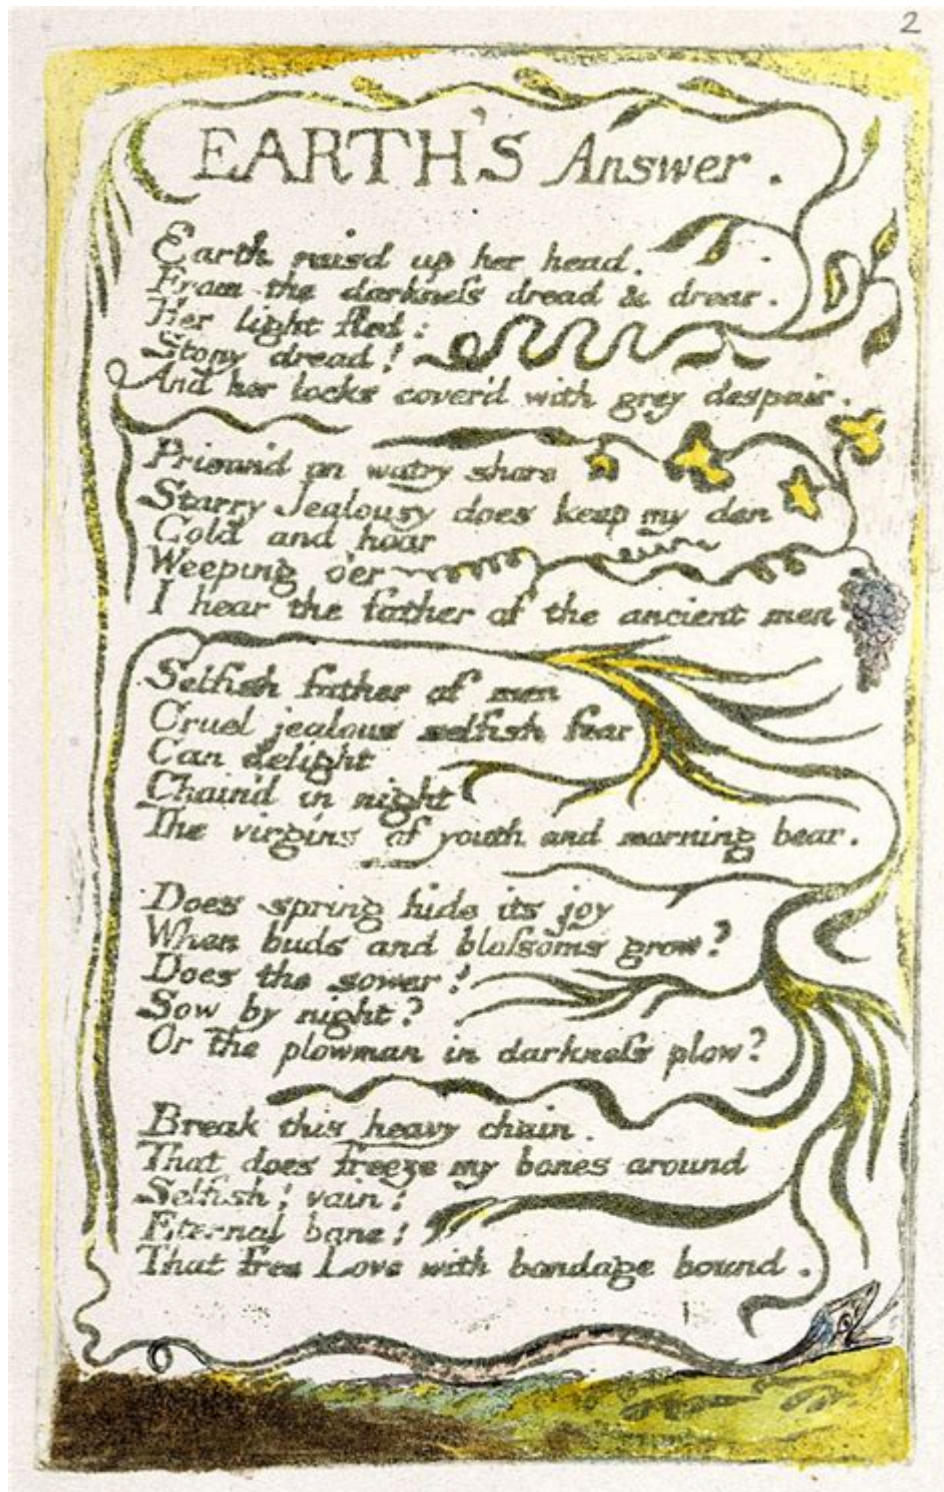 2
EARTH'S Answer.
Earth rais'd up her head.
From the darkneſs dread & drear.
Her light fled:
Stony dread!
And her locks cover'd with grey despair.
Prison'd on watry shore
Starry Jealousy does keep my den
Cold and hoar
Weeping o'er
I hear the father of the ancient men
Selfish father of men
Cruel jealous selfish fear
Can delight
Chain'd in night
The virgins of youth and morning bear.
Does spring hide its joy
When buds and bloſsoms grow?
Does the sower!
Sow by night?
Or the plowman in darkneſs plow?
Break this heavy chain.
That does freeze my bones around
Selfish! vain!
Eternal bane!
That free Love with bondage bound.